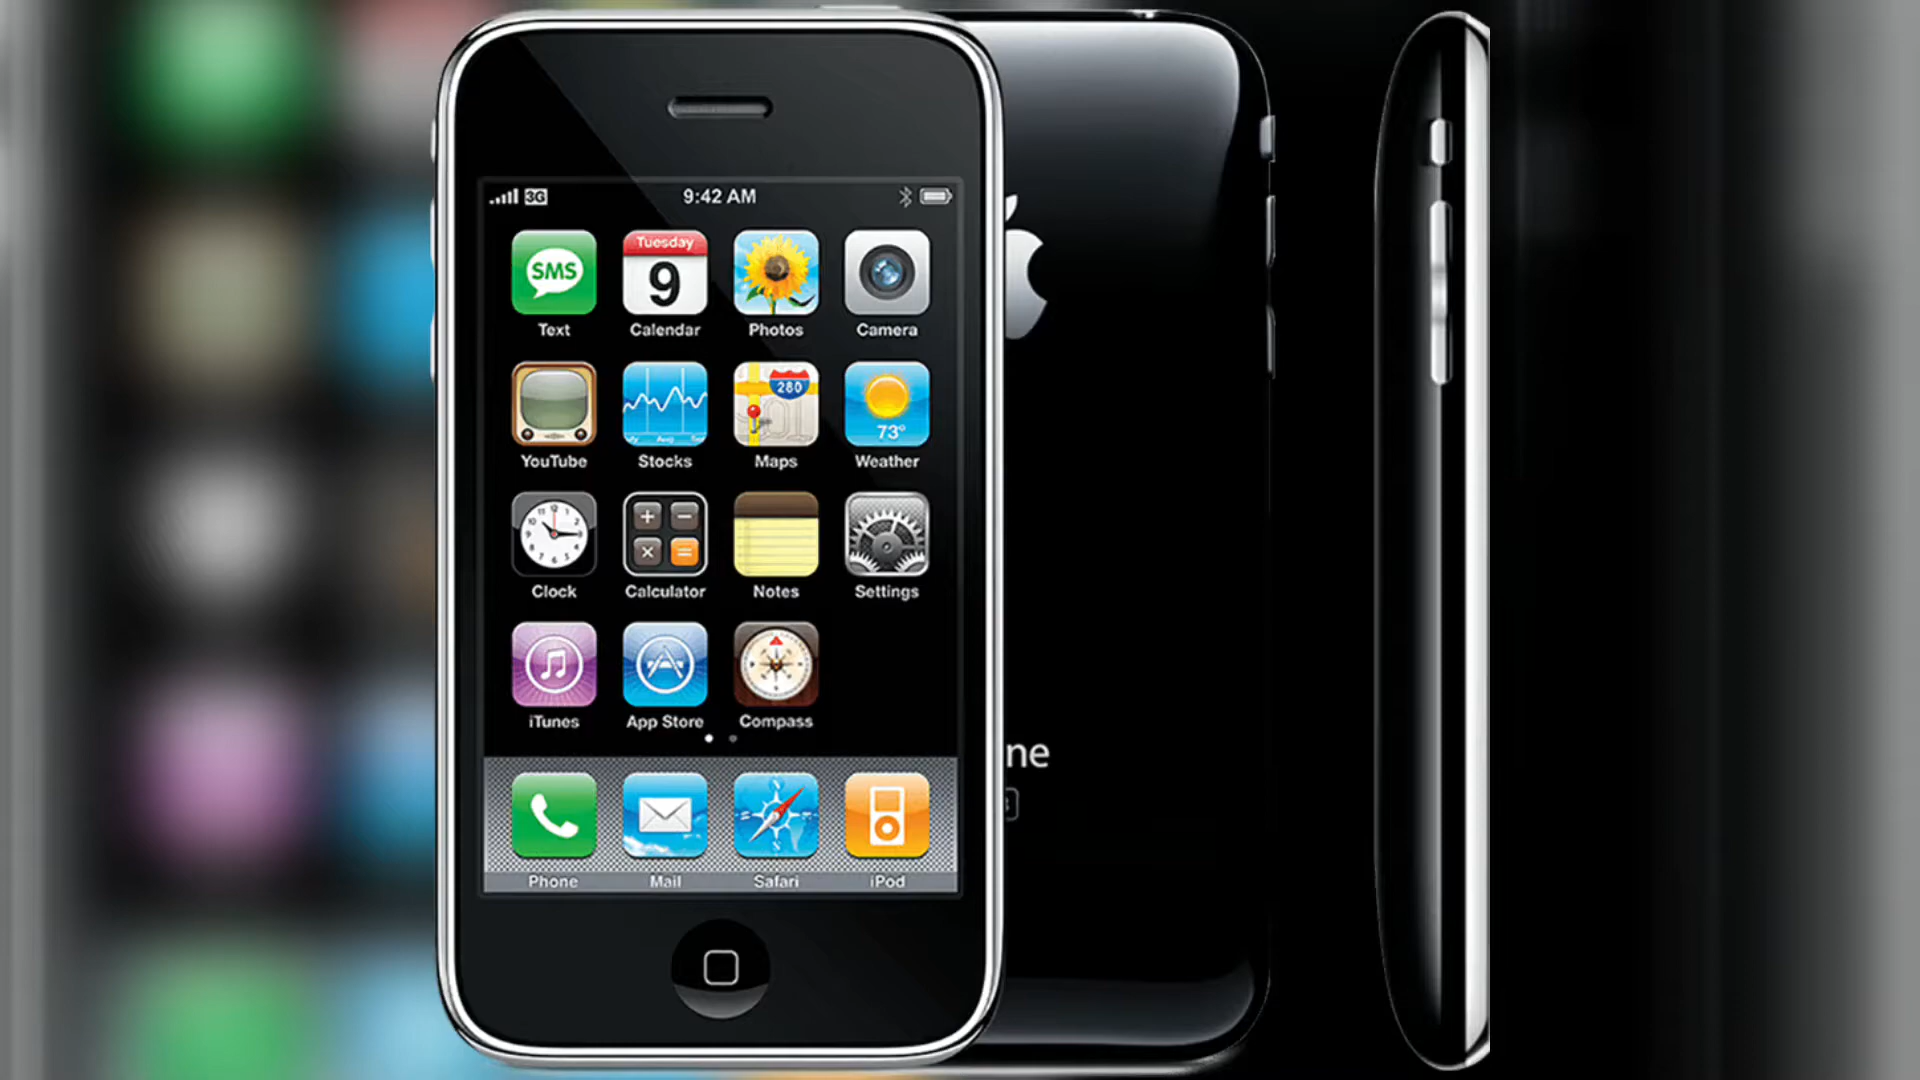 3G 9:42 AM
SMS Tuesday 9
Text Calendar Photos Camera
280 73°
YouTube Stocks Maps Weather
Clock Calculator Notes Settings
iTunes App Store Compass
ne
Phone Mail Safari iPod